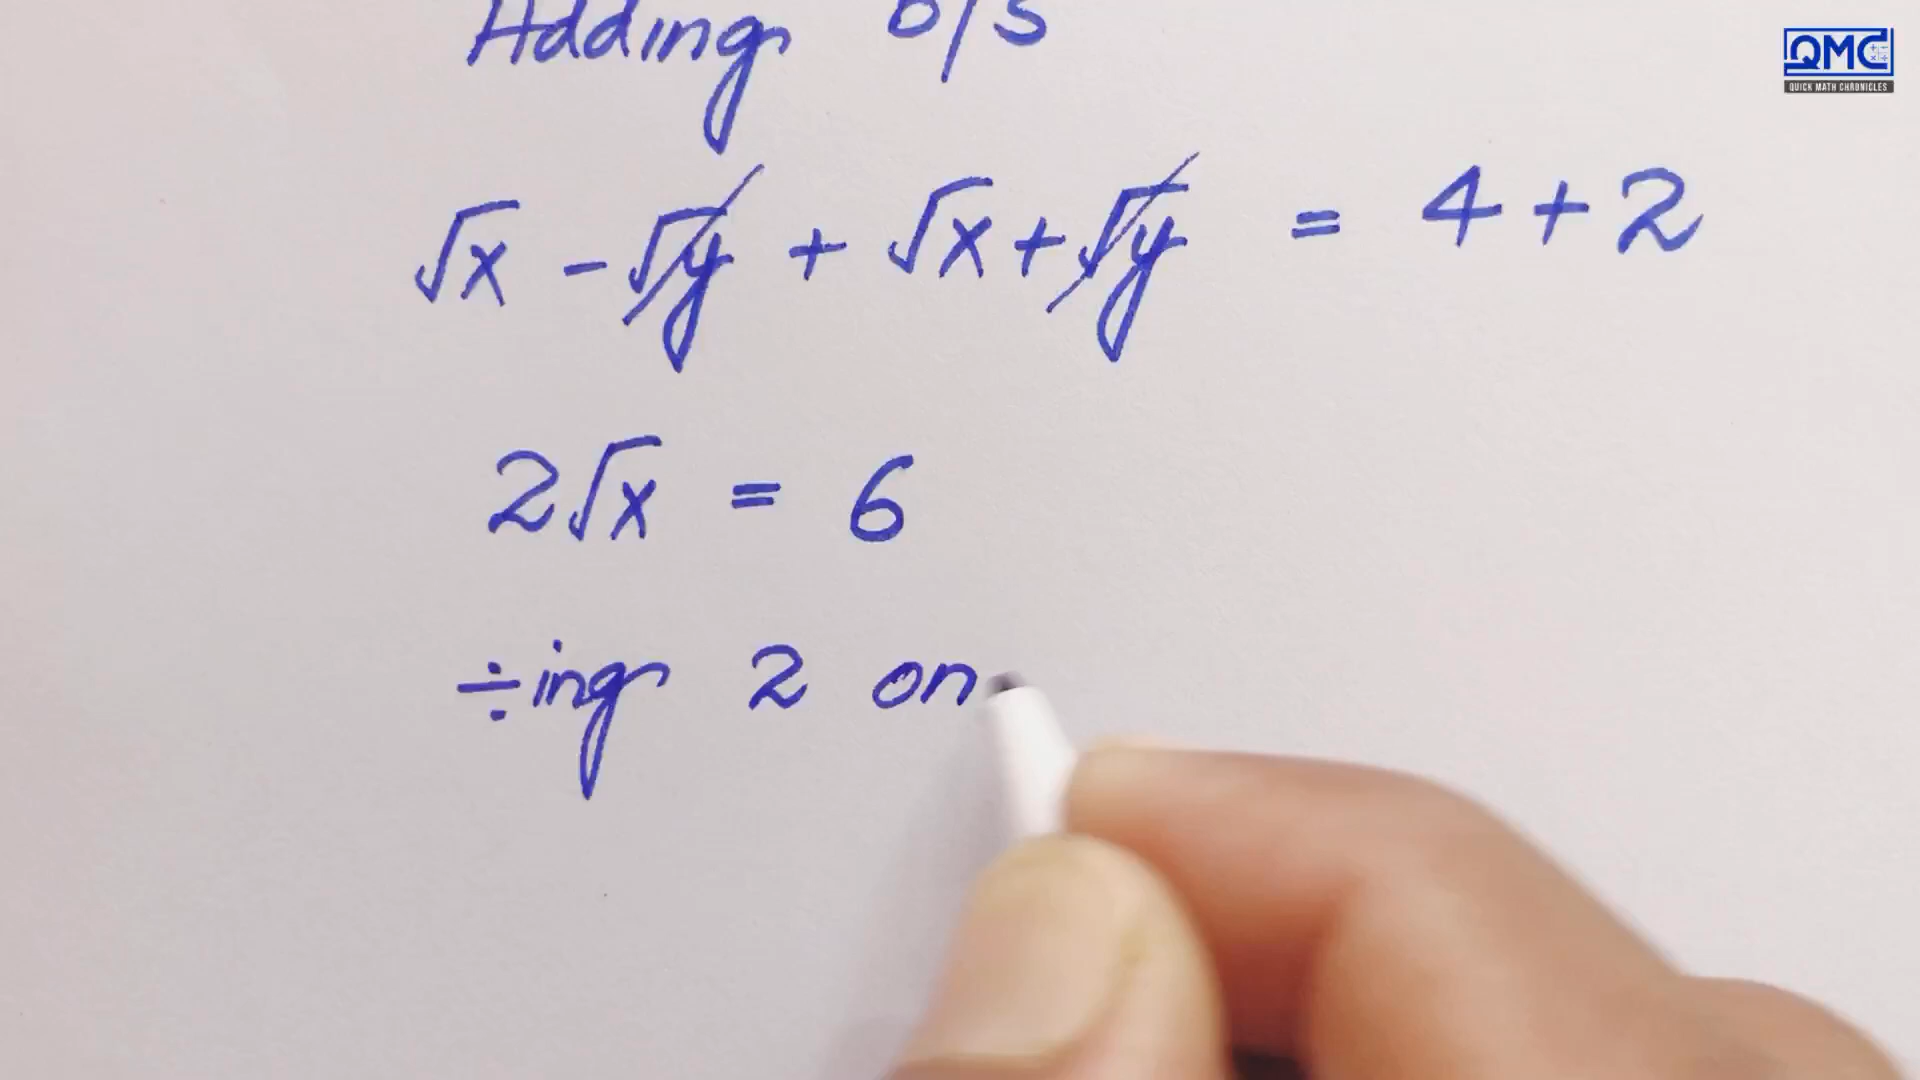 Adding b/s
QMC
QUICK MATH CHRONICLES
√x - √y + √x + √y = 4 + 2
2√x = 6
÷ing 2 on